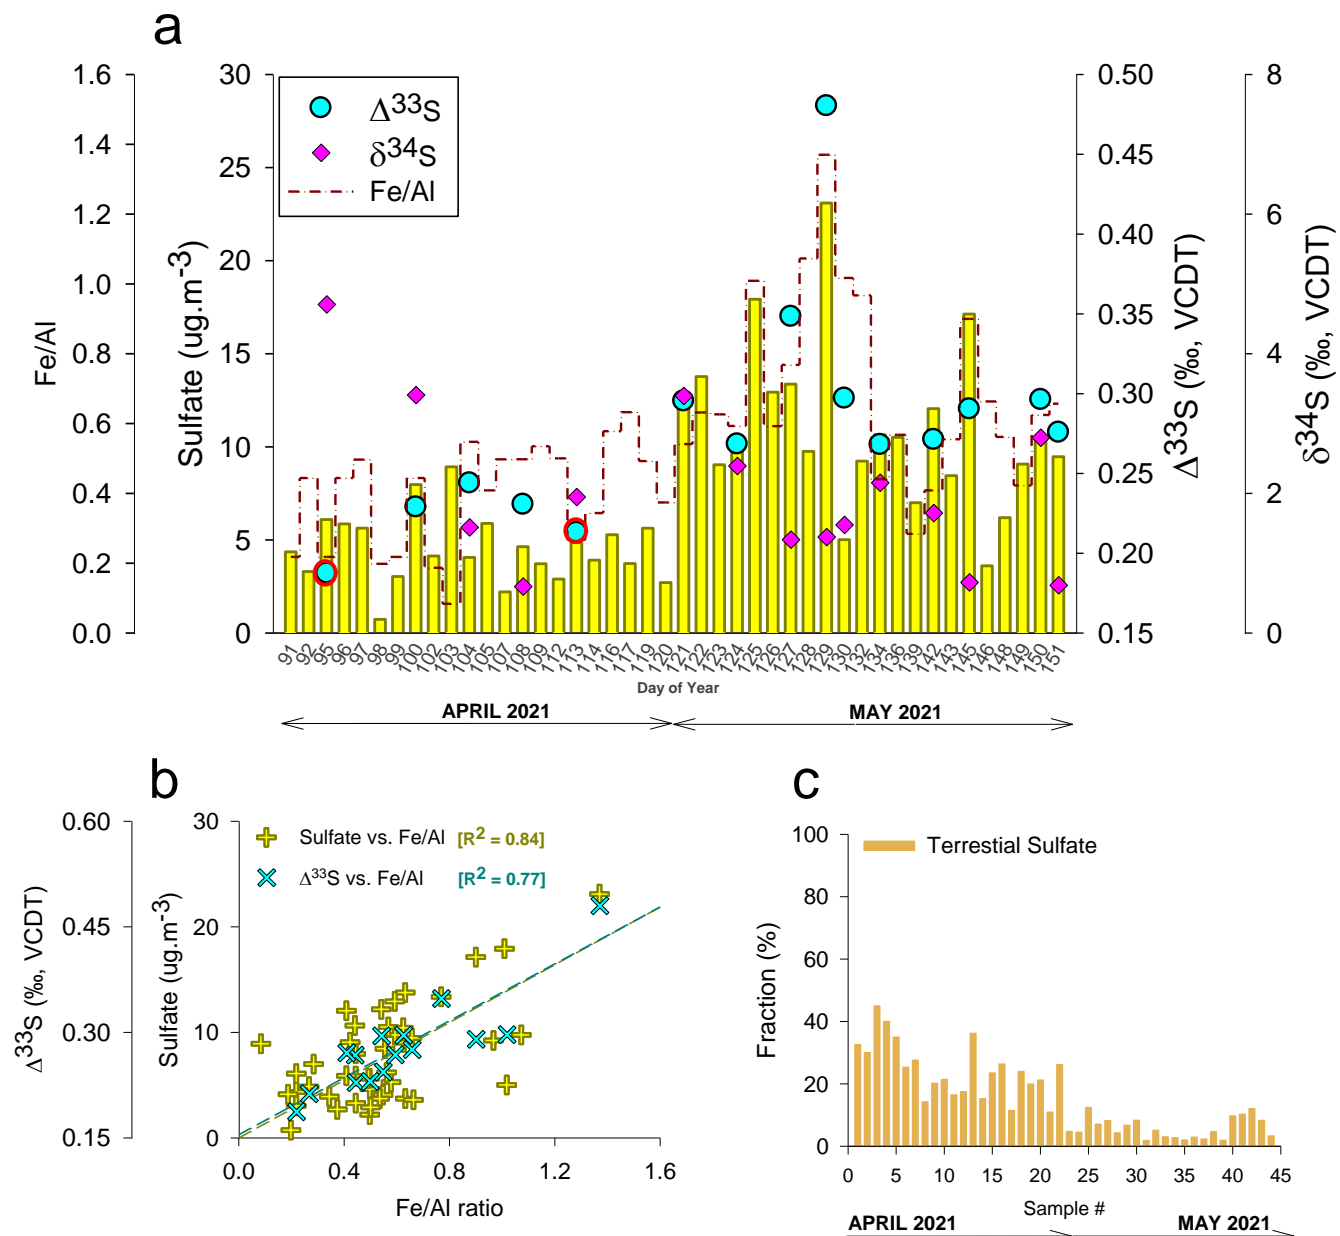 a
1.6
1.4
1.2
1.0
0.8
0.6
0.4
0.2
0.0
Fe/Al
30
25
20
15
10
5
0
Sulfate (ug.m-3)
Δ33S
δ34S
Fe/Al
0.50
0.45
0.40
0.35
0.30
0.25
0.20
0.15
Δ33S (‰, VCDT)
8
6
4
2
0
δ34S (‰, VCDT)
91 92 95 96 97 98 99 100 102 103 104 105 107 108 109 112 113 114 116 117 119 120 121 122 123 124 125 126 127 128 129 130 132 134 136 139 142 143 145 146 148 149 150 151
Day of Year
APRIL 2021 MAY 2021
b
0.60
0.45
0.30
0.15
Δ33S (‰, VCDT)
30
20
10
0
Sulfate (ug.m-3)
Sulfate vs. Fe/Al [R2 = 0.84]
Δ33S vs. Fe/Al [R2 = 0.77]
0.0 0.4 0.8 1.2 1.6
Fe/Al ratio
c
100
80
60
40
20
0
Fraction (%)
Terrestial Sulfate
0 5 10 15 20 25 30 35 40 45
Sample #
APRIL 2021 MAY 2021